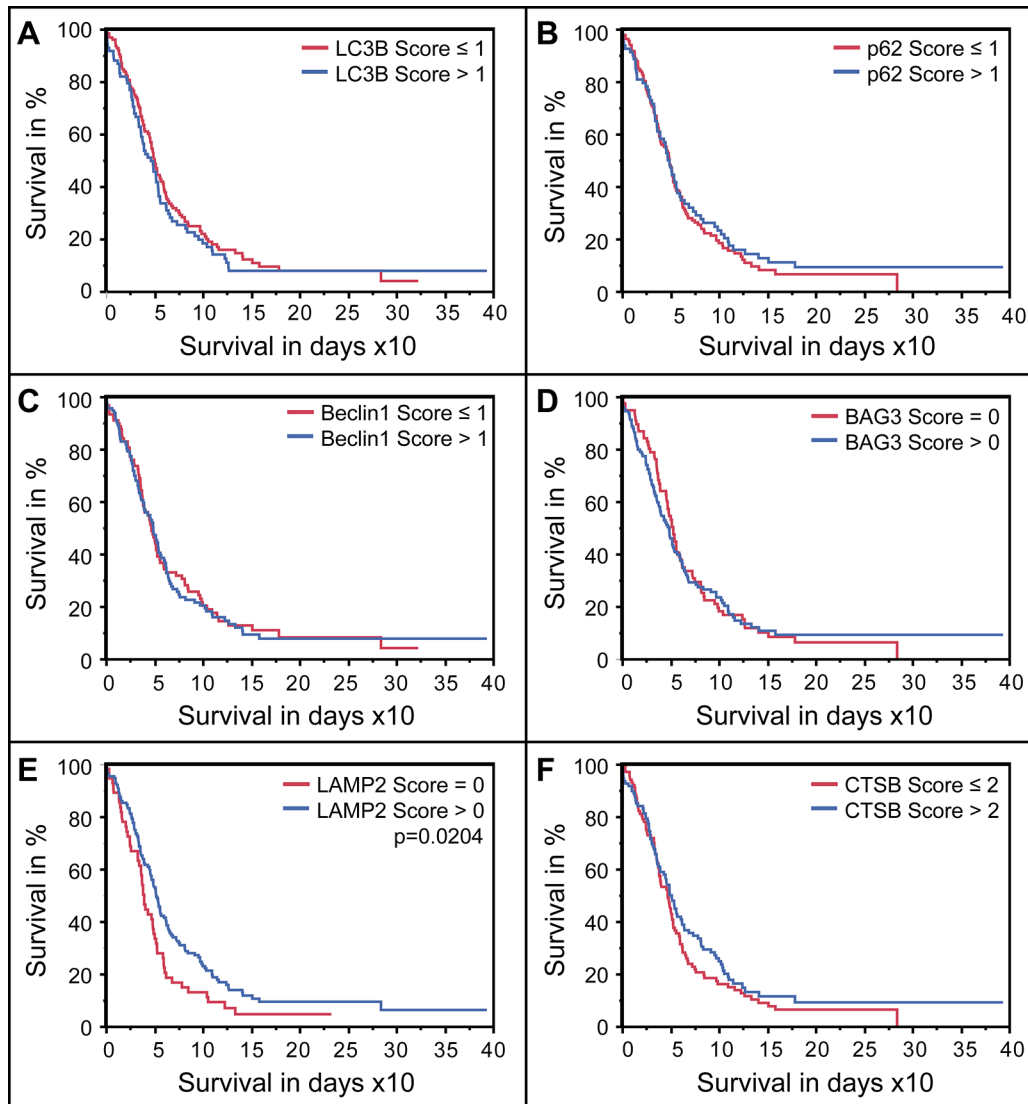 A
LC3B Score ≤ 1
LC3B Score > 1
Survival in %
100
80
60
40
20
0
0 5 10 15 20 25 30 35 40
Survival in days x10
B
p62 Score ≤ 1
p62 Score > 1
Survival in %
100
80
60
40
20
0
0 5 10 15 20 25 30 35 40
Survival in days x10
C
Beclin1 Score ≤ 1
Beclin1 Score > 1
Survival in %
100
80
60
40
20
0
0 5 10 15 20 25 30 35 40
Survival in days x10
D
BAG3 Score = 0
BAG3 Score > 0
Survival in %
100
80
60
40
20
0
0 5 10 15 20 25 30 35 40
Survival in days x10
E
LAMP2 Score = 0
LAMP2 Score > 0
p=0.0204
Survival in %
100
80
60
40
20
0
0 5 10 15 20 25 30 35 40
Survival in days x10
F
CTSB Score ≤ 2
CTSB Score > 2
Survival in %
100
80
60
40
20
0
0 5 10 15 20 25 30 35 40
Survival in days x10